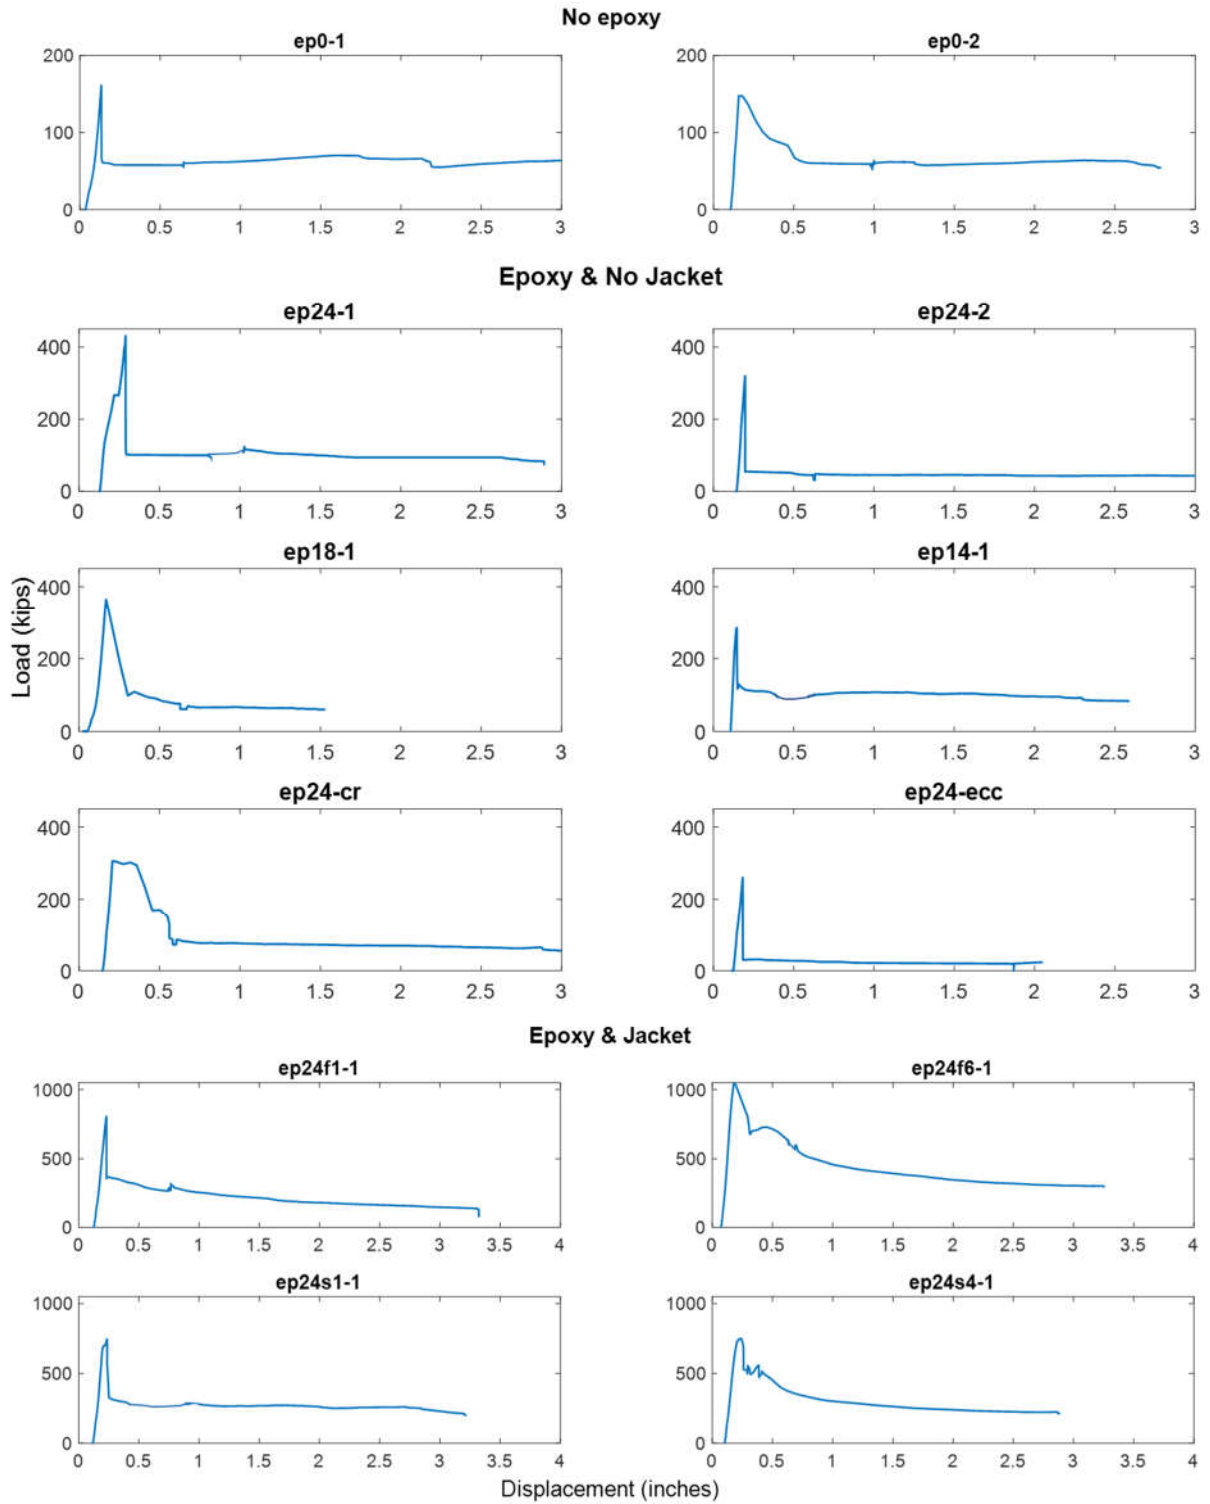 No epoxy
ep0-1 ep0-2
200 200
100 100
0 0
0 0.5 1 1.5 2 2.5 3 0 0.5 1 1.5 2 2.5 3
Epoxy & No Jacket
ep24-1 ep24-2
400 400
200 200
0 0
0 0.5 1 1.5 2 2.5 3 0 0.5 1 1.5 2 2.5 3
ep18-1 ep14-1
Load (kips)
400 400
200 200
0 0
0 0.5 1 1.5 2 2.5 3 0 0.5 1 1.5 2 2.5 3
ep24-cr ep24-ecc
400 400
200 200
0 0
0 0.5 1 1.5 2 2.5 3 0 0.5 1 1.5 2 2.5 3
Epoxy & Jacket
ep24f1-1 ep24f6-1
1000 1000
500 500
0 0
0 0.5 1 1.5 2 2.5 3 3.5 4 0 0.5 1 1.5 2 2.5 3 3.5 4
ep24s1-1 ep24s4-1
1000 1000
500 500
0 0
0 0.5 1 1.5 2 2.5 3 3.5 4 0 0.5 1 1.5 2 2.5 3 3.5 4
Displacement (inches)